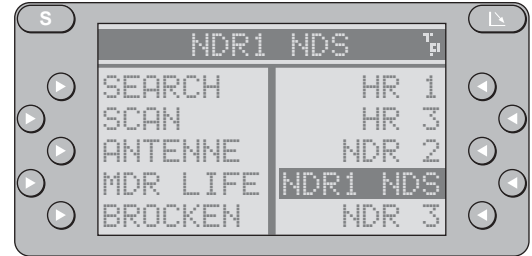 S
NDR1 NDS TP
SEARCH HR 1
SCAN HR 3
ANTENNE NDR 2
MDR LIFE NDR1 NDS
BROCKEN NDR 3